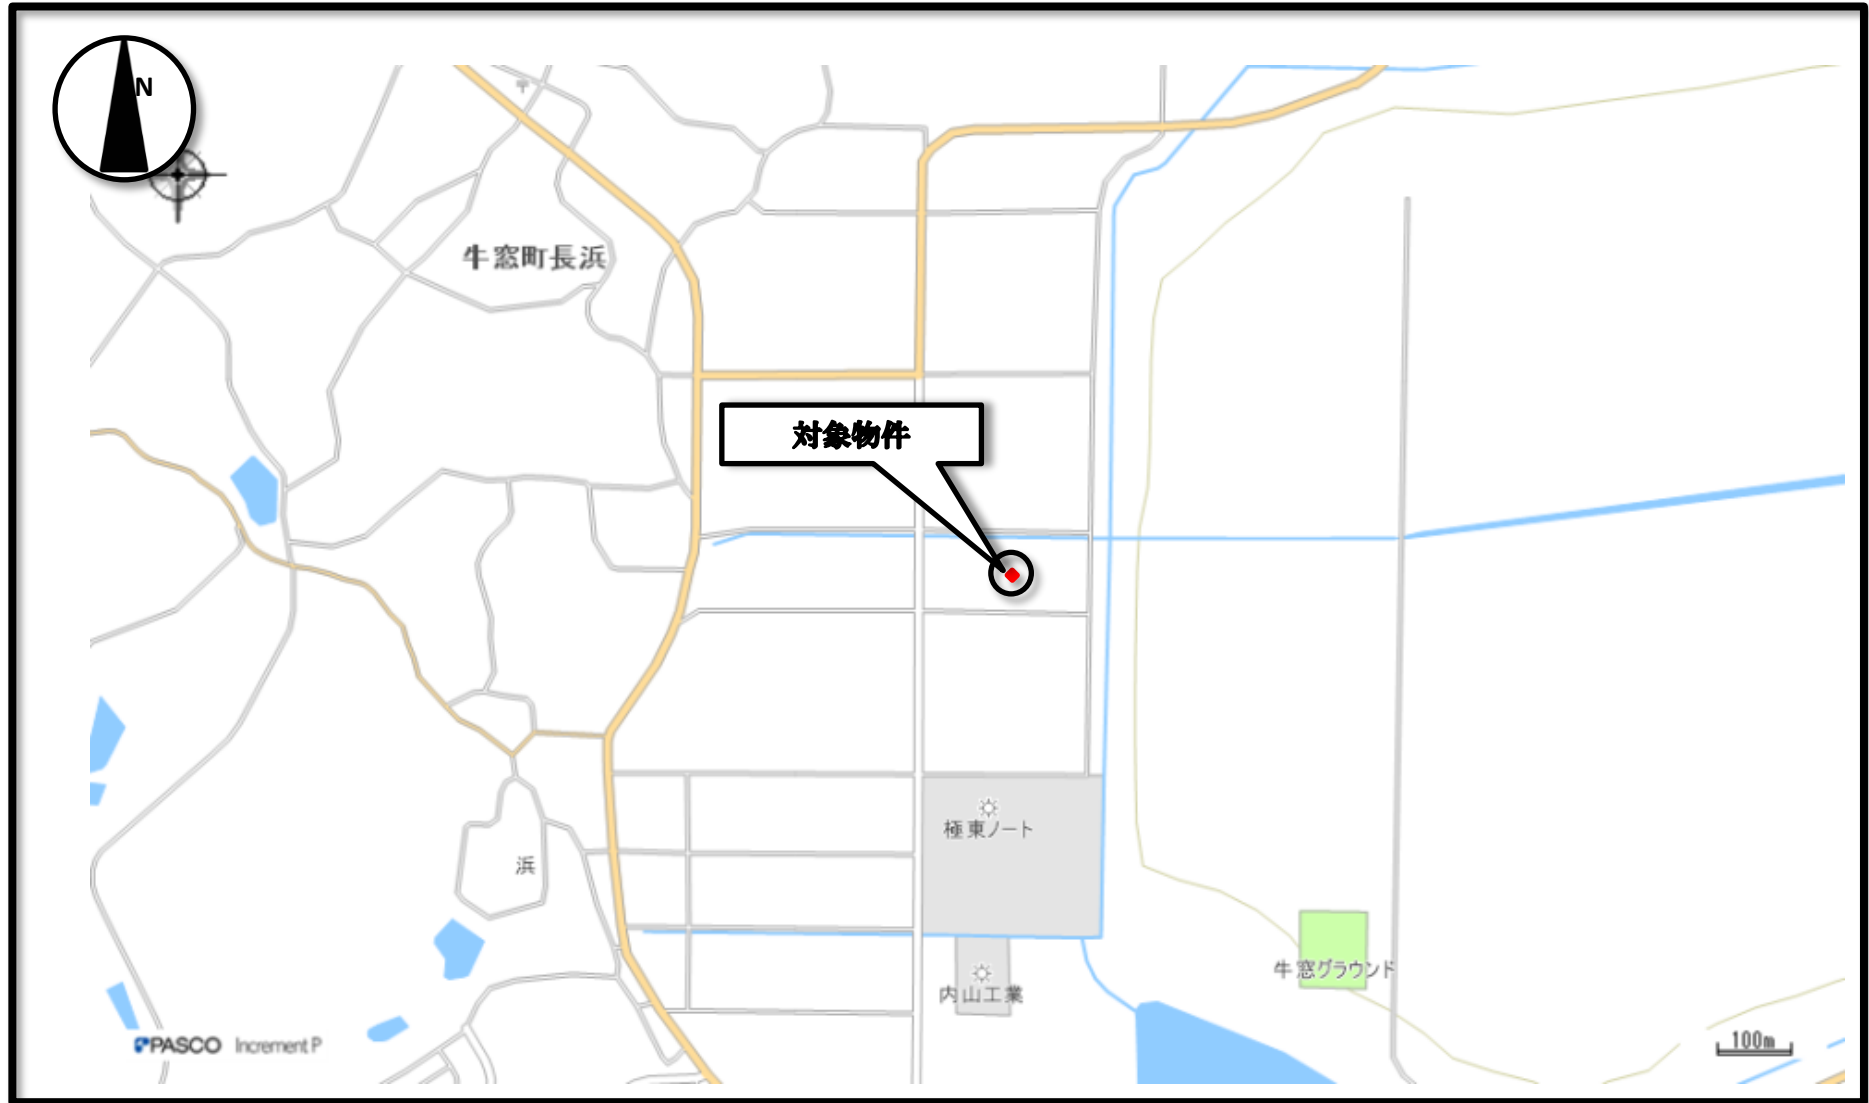 N
〒
牛窓町長浜
対象物件
極東ノート
浜
牛窓グラウンド
内山工業
PASCO Increment P
100m